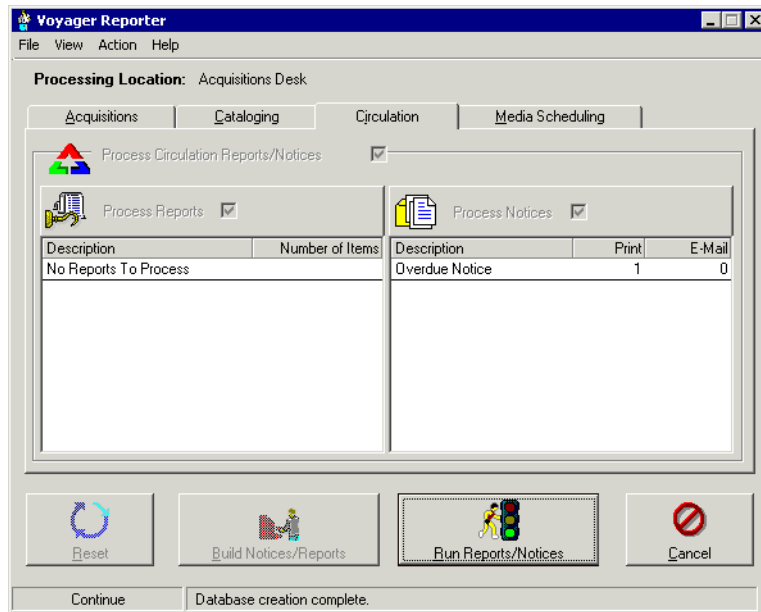 Voyager Reporter
File View Action Help
Processing Location: Acquisitions Desk
Acquisitions Cataloging Circulation Media Scheduling
Process Circulation Reports/Notices
Process Reports Process Notices
Description Number of Items Description Print E-Mail
No Reports To Process Overdue Notice 1 0
Reset Build Notices/Reports Run Reports/Notices Cancel
Continue Database creation complete.